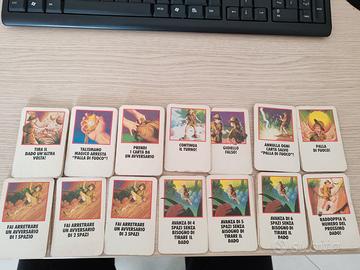 TIRA IL
DADO UN'ALTRA
VOLTA!
TALISMANO
MAGICO ARRESTA
"PALLA DI FUOCO"!
PRENDI
1 CARTA DA
UN AVVERSARIO
CONTINUA
IL TURNO!
GIOIELLO
FALSO!
ANNULLA OGNI
CARTA SALVO
"PALLA DI FUOCO"!
PALLA
DI FUOCO!
FAI ARRETRARE
UN AVVERSARIO
DI 1 SPAZIO
FAI ARRETRARE
UN AVVERSARIO
DI 2 SPAZI
FAI ARRETRARE
UN AVVERSARIO
DI 3 SPAZI
AVANZA DI 4
SPAZI SENZA
BISOGNO DI
TIRARE IL
DADO
AVANZA DI 5
SPAZI SENZA
BISOGNO DI
TIRARE IL
DADO
AVANZA DI 6
SPAZI SENZA
BISOGNO DI
TIRARE IL
DADO
RADDOPPIA IL
NUMERO DEL
PROSSIMO
DADO!
subito